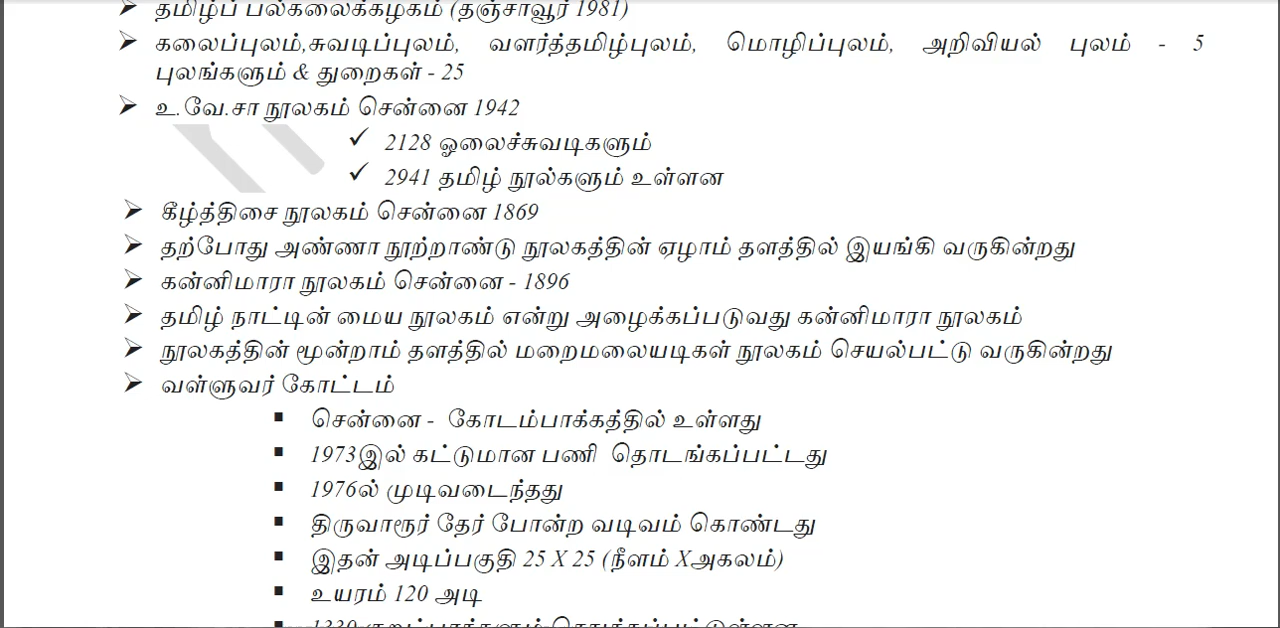 தமிழ்ப் பல்கலைக்கழகம் (தஞ்சாவூர் 1981)
கலைப்புலம்,சுவடிப்புலம், வளர்த்தமிழ்புலம், மொழிப்புலம், அறிவியல் புலம் - 5
புலங்களும் & துறைகள் - 25
உ.வே.சா நூலகம் சென்னை 1942
2128 ஓலைச்சுவடிகளும்
2941 தமிழ் நூல்களும் உள்ளன
கீழ்த்திசை நூலகம் சென்னை 1869
தற்போது அண்ணா நூற்றாண்டு நூலகத்தின் ஏழாம் தளத்தில் இயங்கி வருகின்றது
கன்னிமாரா நூலகம் சென்னை - 1896
தமிழ் நாட்டின் மைய நூலகம் என்று அழைக்கப்படுவது கன்னிமாரா நூலகம்
நூலகத்தின் மூன்றாம் தளத்தில் மறைமலையடிகள் நூலகம் செயல்பட்டு வருகின்றது
வள்ளுவர் கோட்டம்
சென்னை - கோடம்பாக்கத்தில் உள்ளது
1973இல் கட்டுமான பணி தொடங்கப்பட்டது
1976ல் முடிவடைந்தது
திருவாரூர் தேர் போன்ற வடிவம் கொண்டது
இதன் அடிப்பகுதி 25 X 25 (நீளம் Xஅகலம்)
உயரம் 120 அடி
1330 குறட்பாக்களும்